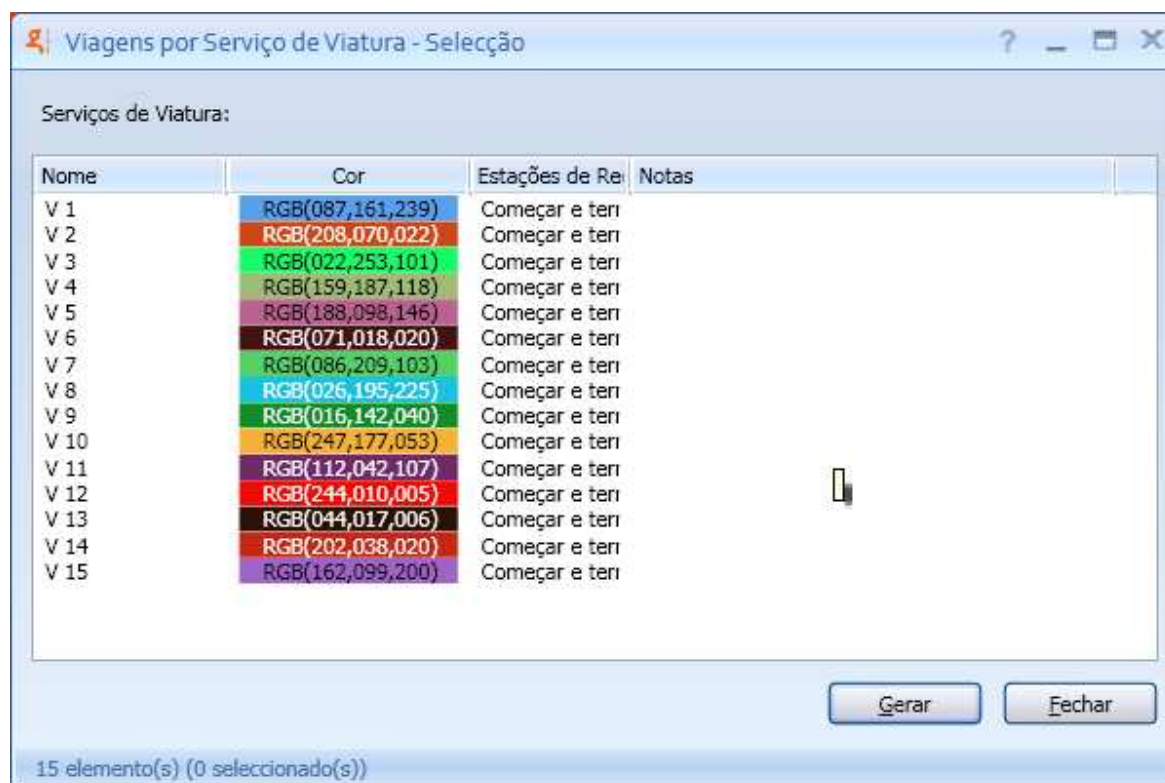 Viagens por Serviço de Viatura - Selecção
Serviços de Viatura:
Nome Cor Estações de Re Notas
V 1 RGB(087,161,239) Começar e terr
V 2 RGB(208,070,022) Começar e terr
V 3 RGB(022,253,101) Começar e terr
V 4 RGB(159,187,118) Começar e terr
V 5 RGB(188,098,146) Começar e terr
V 6 RGB(071,018,020) Começar e terr
V 7 RGB(086,209,103) Começar e terr
V 8 RGB(026,195,225) Começar e terr
V 9 RGB(016,142,040) Começar e terr
V 10 RGB(247,177,053) Começar e terr
V 11 RGB(112,042,107) Começar e terr
V 12 RGB(244,010,005) Começar e terr
V 13 RGB(044,017,006) Começar e terr
V 14 RGB(202,038,020) Começar e terr
V 15 RGB(162,099,200) Começar e terr
Gerar Fechar
15 elemento(s) (0 seleccionado(s))